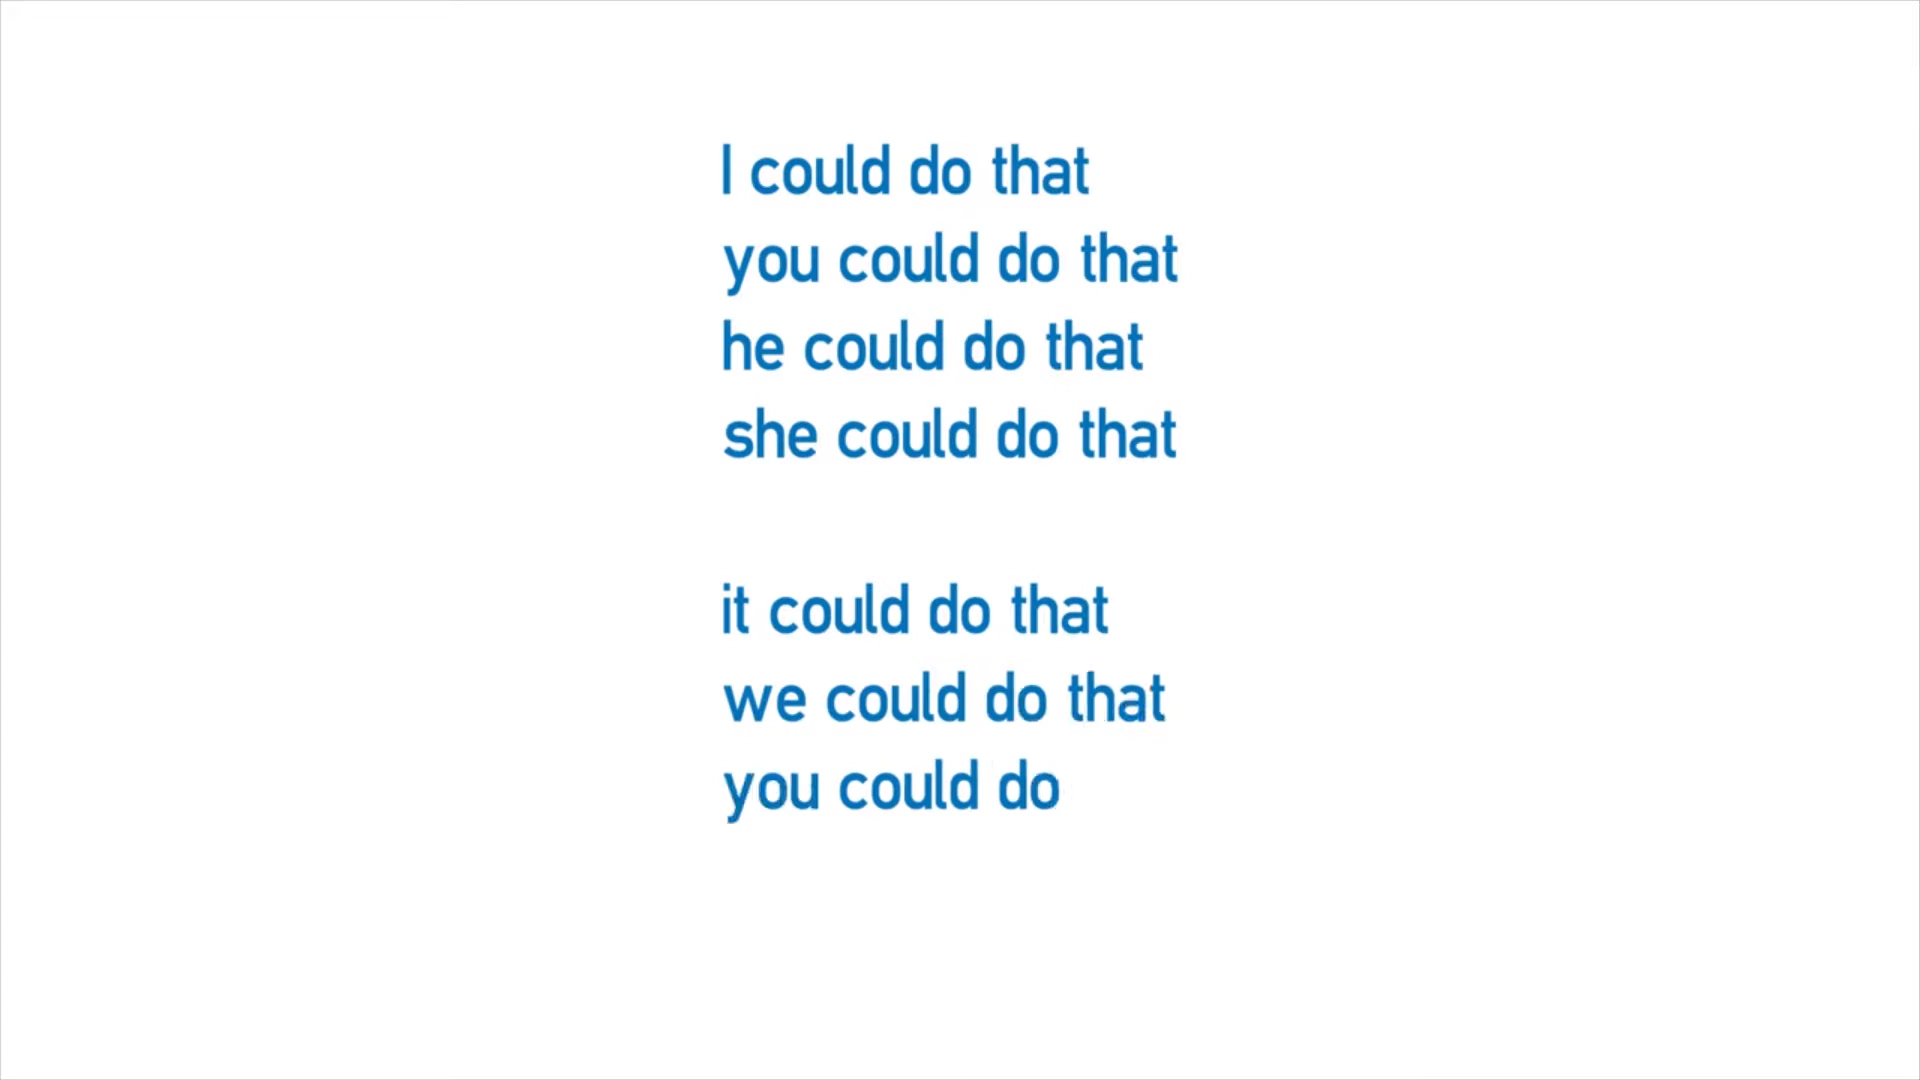 I could do that
you could do that
he could do that
she could do that
it could do that
we could do that
you could do